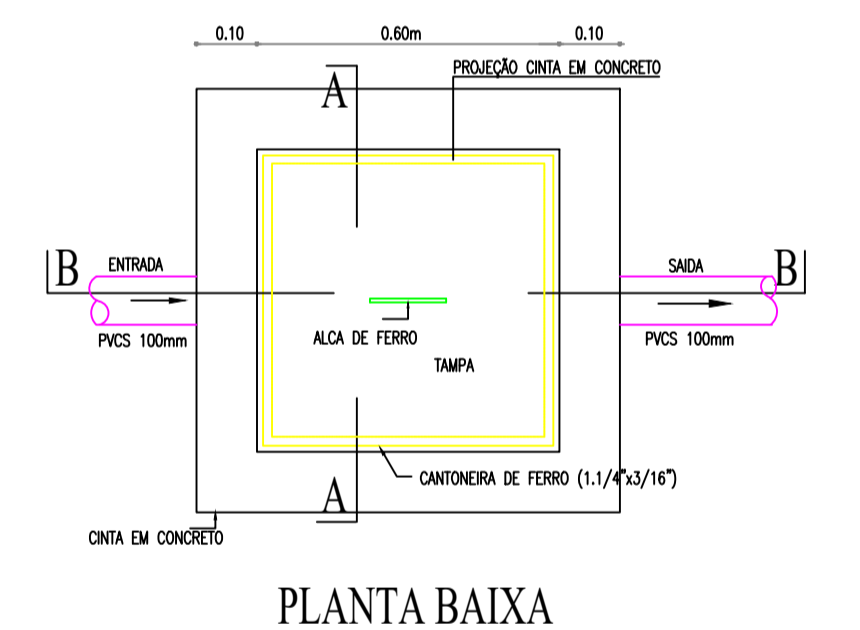 0.10 0.60m 0.10
PROJEÇÃO CINTA EM CONCRETO
A
B ENTRADA SAIDA B
PVCS 100mm ALCA DE FERRO PVCS 100mm
TAMPA
CANTONEIRA DE FERRO (1.1/4"x3/16")
A
CINTA EM CONCRETO
PLANTA BAIXA